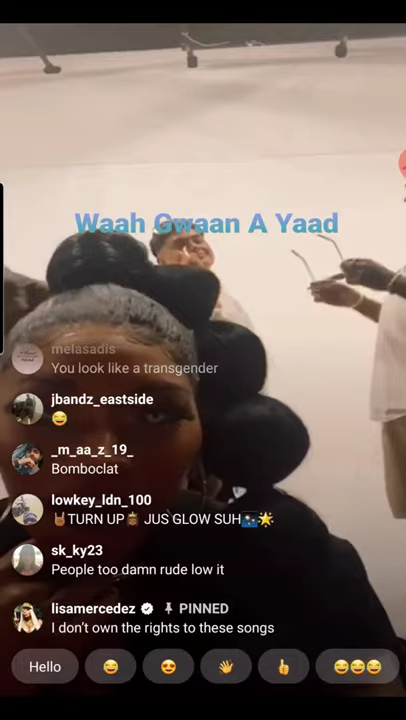 Waah Gwaan A Yaad
melasadis
You look like a transgender
jbandz_eastside
😂
_m_aa_z_19_
Bomboclat
lowkey_ldn_100
🤘🏾TURN UP👸🏾 JUS GLOW SUH🌃🌟
sk_ky23
People too damn rude low it
lisamercedez PINNED
I don't own the rights to these songs
Hello 😂 😍 👋 👍 😂😂😂